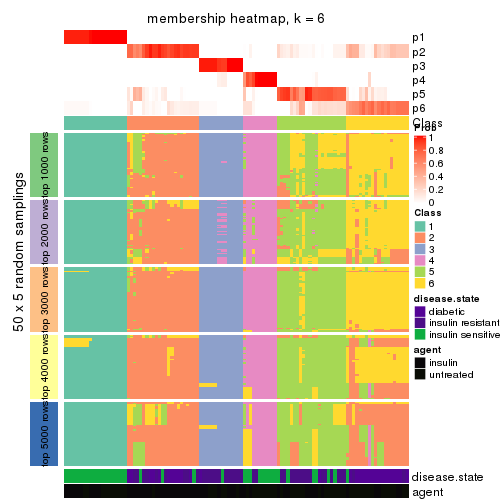 membership heatmap, k = 6
p1
p2
p3
p4
p5
p6
Class
50 x 5 random samplings
top 1000 rows
top 2000 rows
top 3000 rows
top 4000 rows
top 5000 rows
disease.state
agent
Prob
1
0.8
0.6
0.4
0.2
0
Class
1
2
3
4
5
6
disease.state
diabetic
insulin resistant
insulin sensitive
agent
insulin
untreated